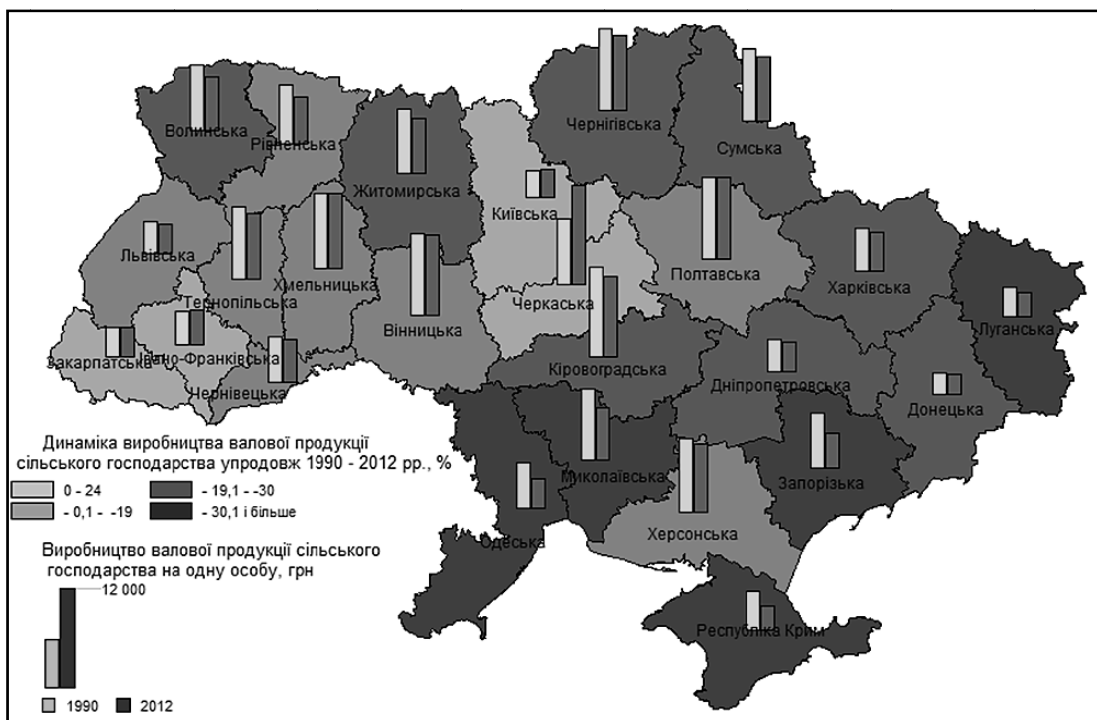 Чернігівська
Волинська
Рівненська
Сумська
Житомирська
Київська
Львівська
Полтавська
Харківська
Хмельницька
Тернопільська
Черкаська
Вінницька
Луганська
Закарпатська
Івано-Франківська
Чернівецька
Кіровоградська
Дніпропетровська
Донецька
Миколаївська
Запорізька
Одеська
Херсонська
Республіка Крим
Динаміка виробництва валової продукції
сільського господарства упродовж 1990 - 2012 рр., %
0 - 24
- 19,1 - -30
- 0,1 - -19
- 30,1 і більше
Виробництво валової продукції сільського
господарства на одну особу, грн
12 000
1990
2012